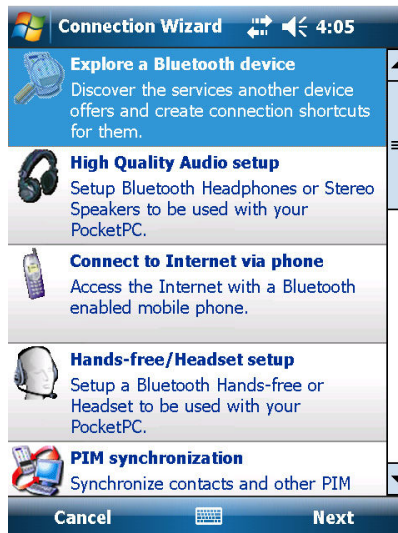 Connection Wizard 4:05
Explore a Bluetooth device
Discover the services another device
offers and create connection shortcuts
for them.
High Quality Audio setup
Setup Bluetooth Headphones or Stereo
Speakers to be used with your
PocketPC.
Connect to Internet via phone
Access the Internet with a Bluetooth
enabled mobile phone.
Hands-free/Headset setup
Setup a Bluetooth Hands-free or
Headset to be used with your
PocketPC.
PIM synchronization
Synchronize contacts and other PIM
Cancel Next